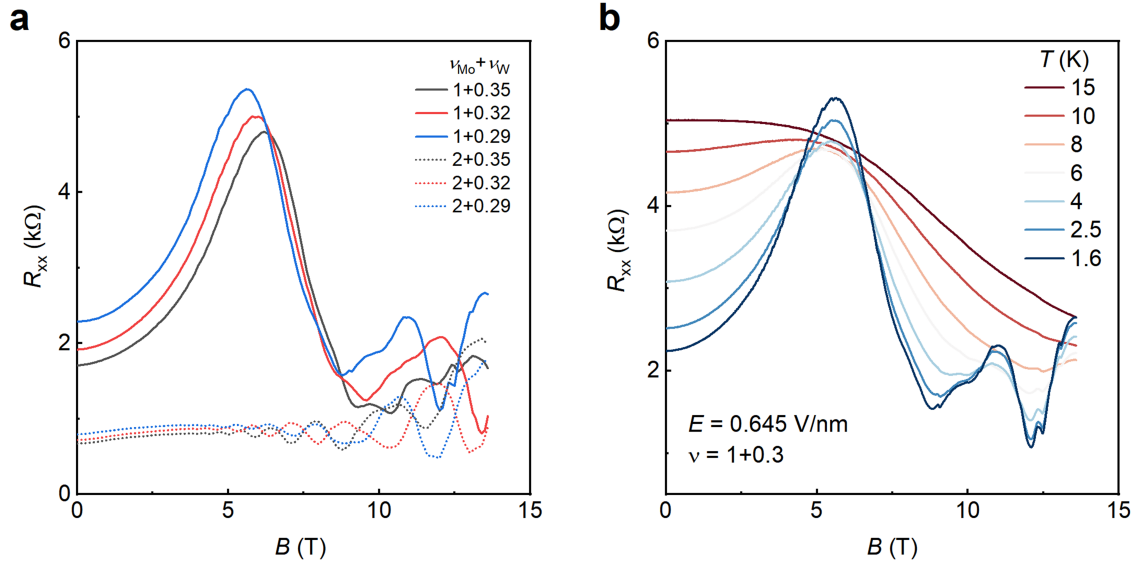 a
6
4
2
0
0
5
10
15
R_xx (kΩ)
B (T)
ν_Mo+ν_W
1+0.35
1+0.32
1+0.29
2+0.35
2+0.32
2+0.29
b
6
4
2
0
5
10
15
R_xx (kΩ)
B (T)
T (K)
15
10
8
6
4
2.5
1.6
E = 0.645 V/nm
ν = 1+0.3